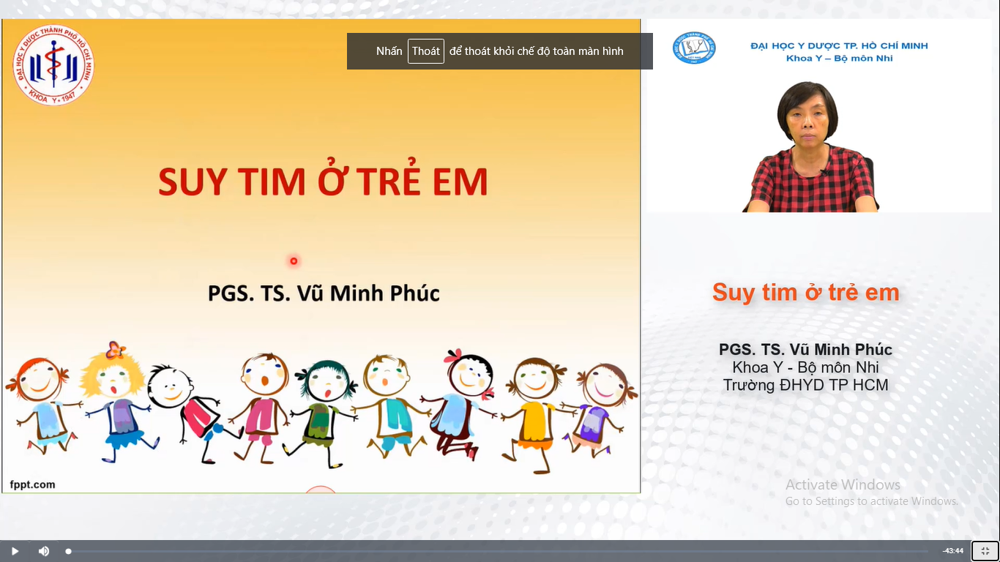 ĐẠI HỌC Y DƯỢC THÀNH PHỐ HỒ CHÍ MINH
KHOA Y • 1947
Nhấn Thoát để thoát khỏi chế độ toàn màn hình
ĐẠI HỌC Y DƯỢC TP. HỒ CHÍ MINH
Khoa Y – Bộ môn Nhi
SUY TIM Ở TRẺ EM
PGS. TS. Vũ Minh Phúc
fppt.com
Suy tim ở trẻ em
PGS. TS. Vũ Minh Phúc
Khoa Y - Bộ môn Nhi
Trường ĐHYD TP HCM
Activate Windows
Go to Settings to activate Windows.
-43:44